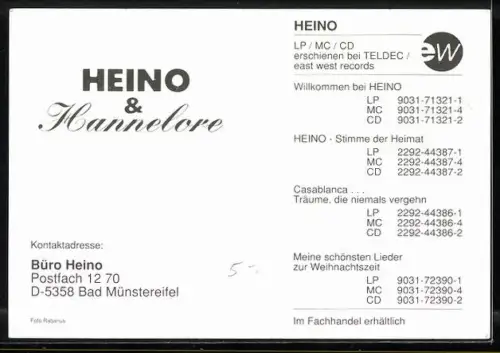 HEINO
&
Hannelore
Kontaktadresse:
Büro Heino
Postfach 12 70
D-5358 Bad Münstereifel
5-.
HEINO
LP / MC / CD
erschienen bei TELDEC /
east west records
ew
Willkommen bei HEINO
LP 9031-71321-1
MC 9031-71321-4
CD 9031-71321-2
HEINO - Stimme der Heimat
LP 2292-44387-1
MC 2292-44387-4
CD 2292-44387-2
Casablanca . . .
Träume, die niemals vergehn
LP 2292-44386-1
MC 2292-44386-4
CD 2292-44386-2
Meine schönsten Lieder
zur Weihnachtszeit
LP 9031-72390-1
MC 9031-72390-4
CD 9031-72390-2
Im Fachhandel erhältlich